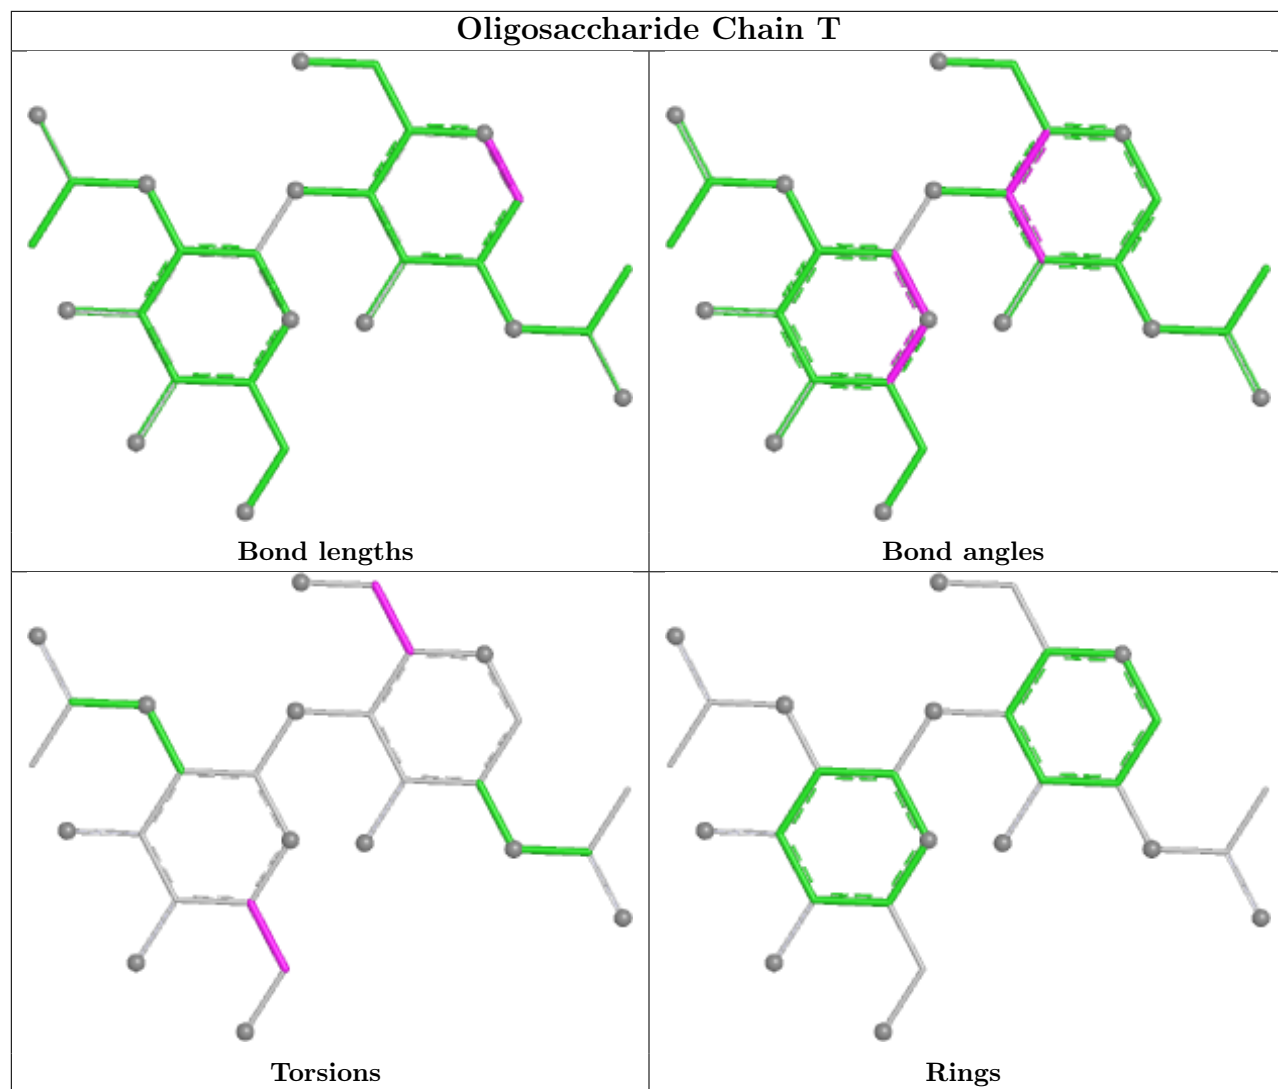 Oligosaccharide Chain T
Bond lengths
Bond angles
Torsions
Rings